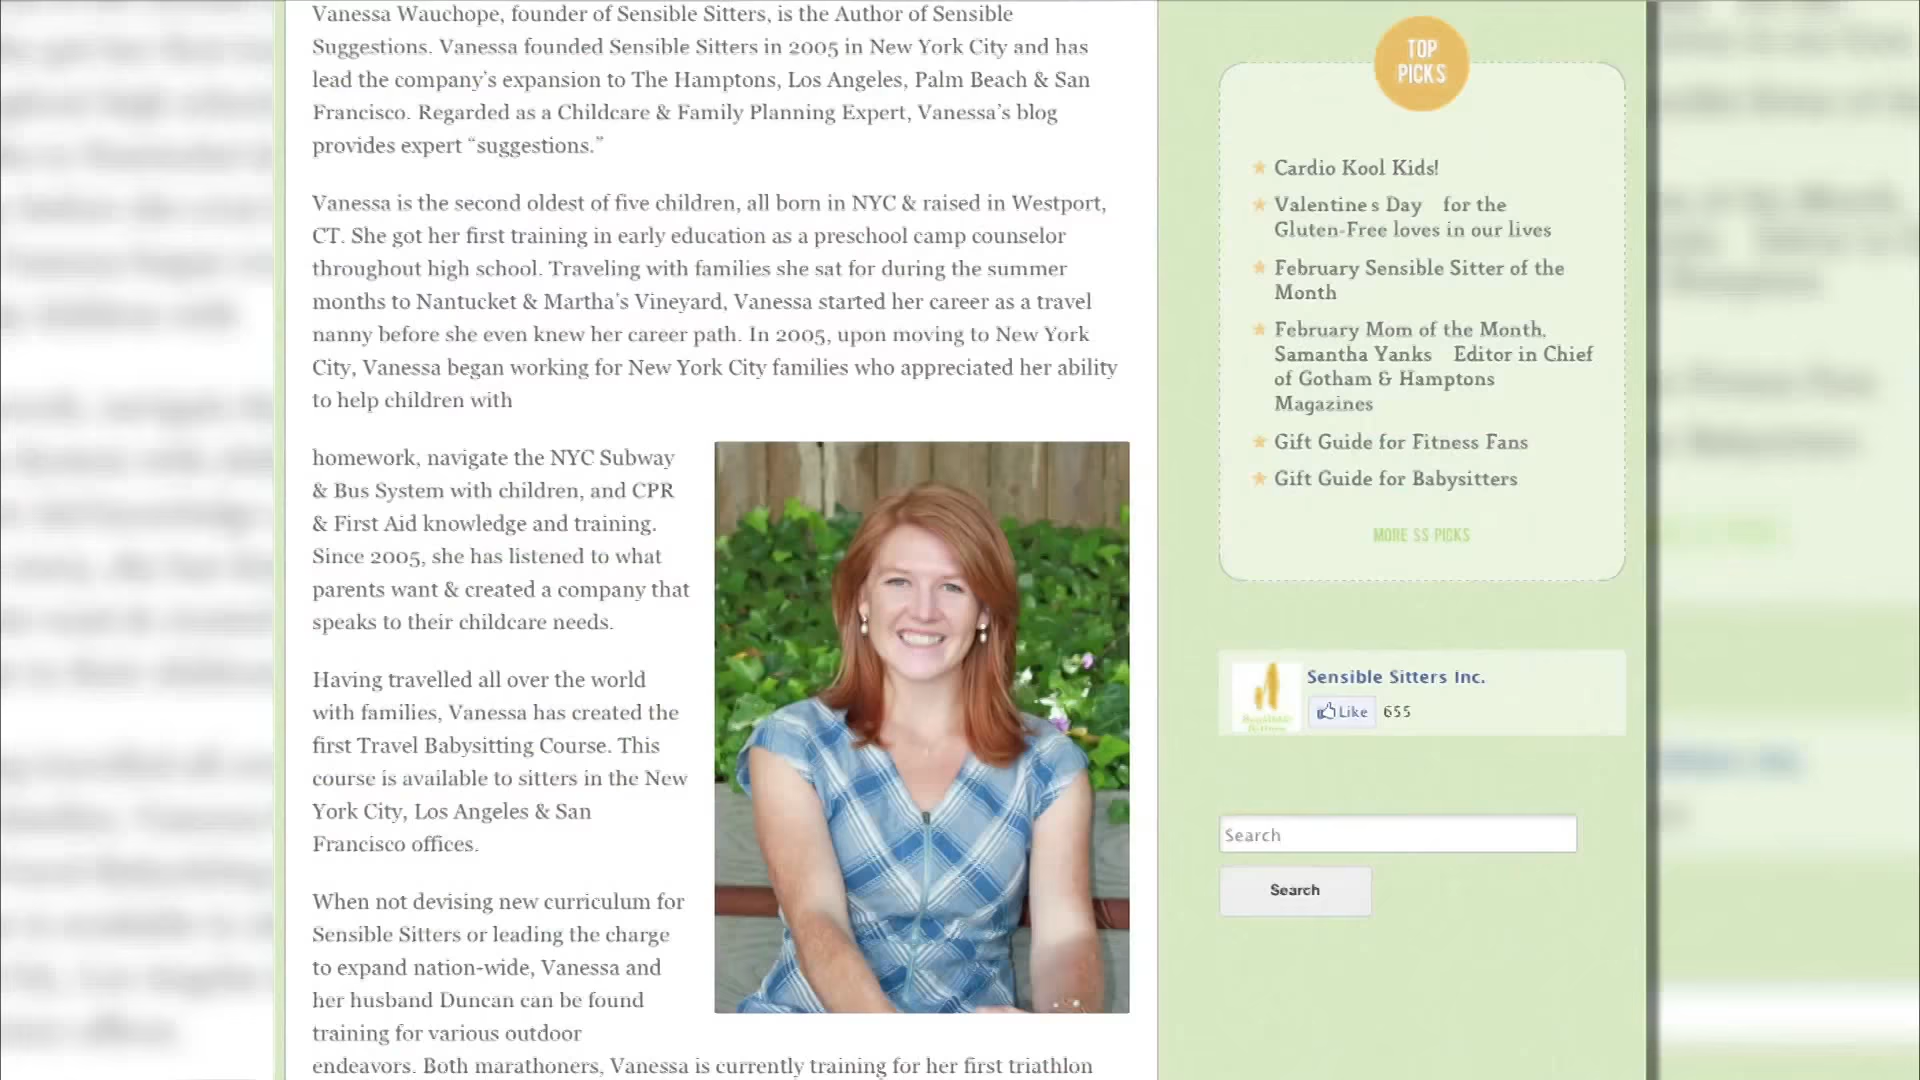 Vanessa Wauchope, founder of Sensible Sitters, is the Author of Sensible
Suggestions. Vanessa founded Sensible Sitters in 2005 in New York City and has
lead the company's expansion to The Hamptons, Los Angeles, Palm Beach & San
Francisco. Regarded as a Childcare & Family Planning Expert, Vanessa's blog
provides expert “suggestions.”
Vanessa is the second oldest of five children, all born in NYC & raised in Westport,
CT. She got her first training in early education as a preschool camp counselor
throughout high school. Traveling with families she sat for during the summer
months to Nantucket & Martha's Vineyard, Vanessa started her career as a travel
nanny before she even knew her career path. In 2005, upon moving to New York
City, Vanessa began working for New York City families who appreciated her ability
to help children with
homework, navigate the NYC Subway
& Bus System with children, and CPR
& First Aid knowledge and training.
Since 2005, she has listened to what
parents want & created a company that
speaks to their childcare needs.
Having travelled all over the world
with families, Vanessa has created the
first Travel Babysitting Course. This
course is available to sitters in the New
York City, Los Angeles & San
Francisco offices.
When not devising new curriculum for
Sensible Sitters or leading the charge
to expand nation-wide, Vanessa and
her husband Duncan can be found
training for various outdoor
endeavors. Both marathoners, Vanessa is currently training for her first triathlon
TOP
PICKS
Cardio Kool Kids!
Valentine s Day for the
Gluten-Free loves in our lives
February Sensible Sitter of the
Month
February Mom of the Month,
Samantha Yanks Editor in Chief
of Gotham & Hamptons
Magazines
Gift Guide for Fitness Fans
Gift Guide for Babysitters
MORE SS PICKS
Sensible Sitters Inc.
Like 655
Search
Search